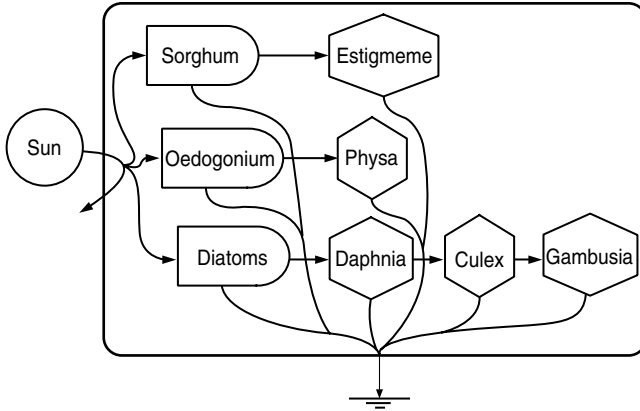 Sorghum
Estigmeme
Sun
Oedogonium
Physa
Diatoms
Daphnia
Culex
Gambusia